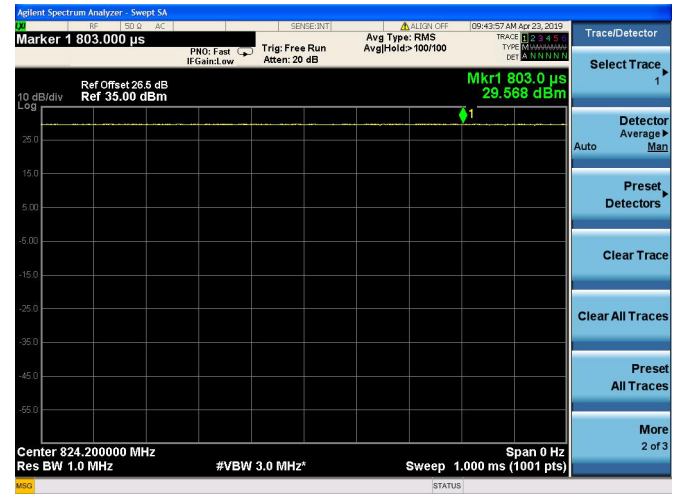 Agilent Spectrum Analyzer - Swept SA
LXI RF 50 Ω AC SENSE:INT ALIGN OFF 09:43:57 AM Apr 23, 2019
Marker 1 803.000 µs
PNO: Fast
IFGain:Low
Trig: Free Run
Atten: 20 dB
Avg Type: RMS
Avg|Hold:>100/100
TRACE 1 2 3 4 5 6
TYPE MWWWWW
DET A N N N N N
Ref Offset 26.5 dB
10 dB/div Ref 35.00 dBm
Log
Mkr1 803.0 µs
29.568 dBm
1
25.0
15.0
5.00
-5.00
-15.0
-25.0
-35.0
-45.0
-55.0
Center 824.200000 MHz
Span 0 Hz
Res BW 1.0 MHz
#VBW 3.0 MHz*
Sweep 1.000 ms (1001 pts)
MSG
STATUS
Trace/Detector
Select Trace
1
Detector
Average
Auto Man
Preset
Detectors
Clear Trace
Clear All Traces
Preset
All Traces
More
2 of 3